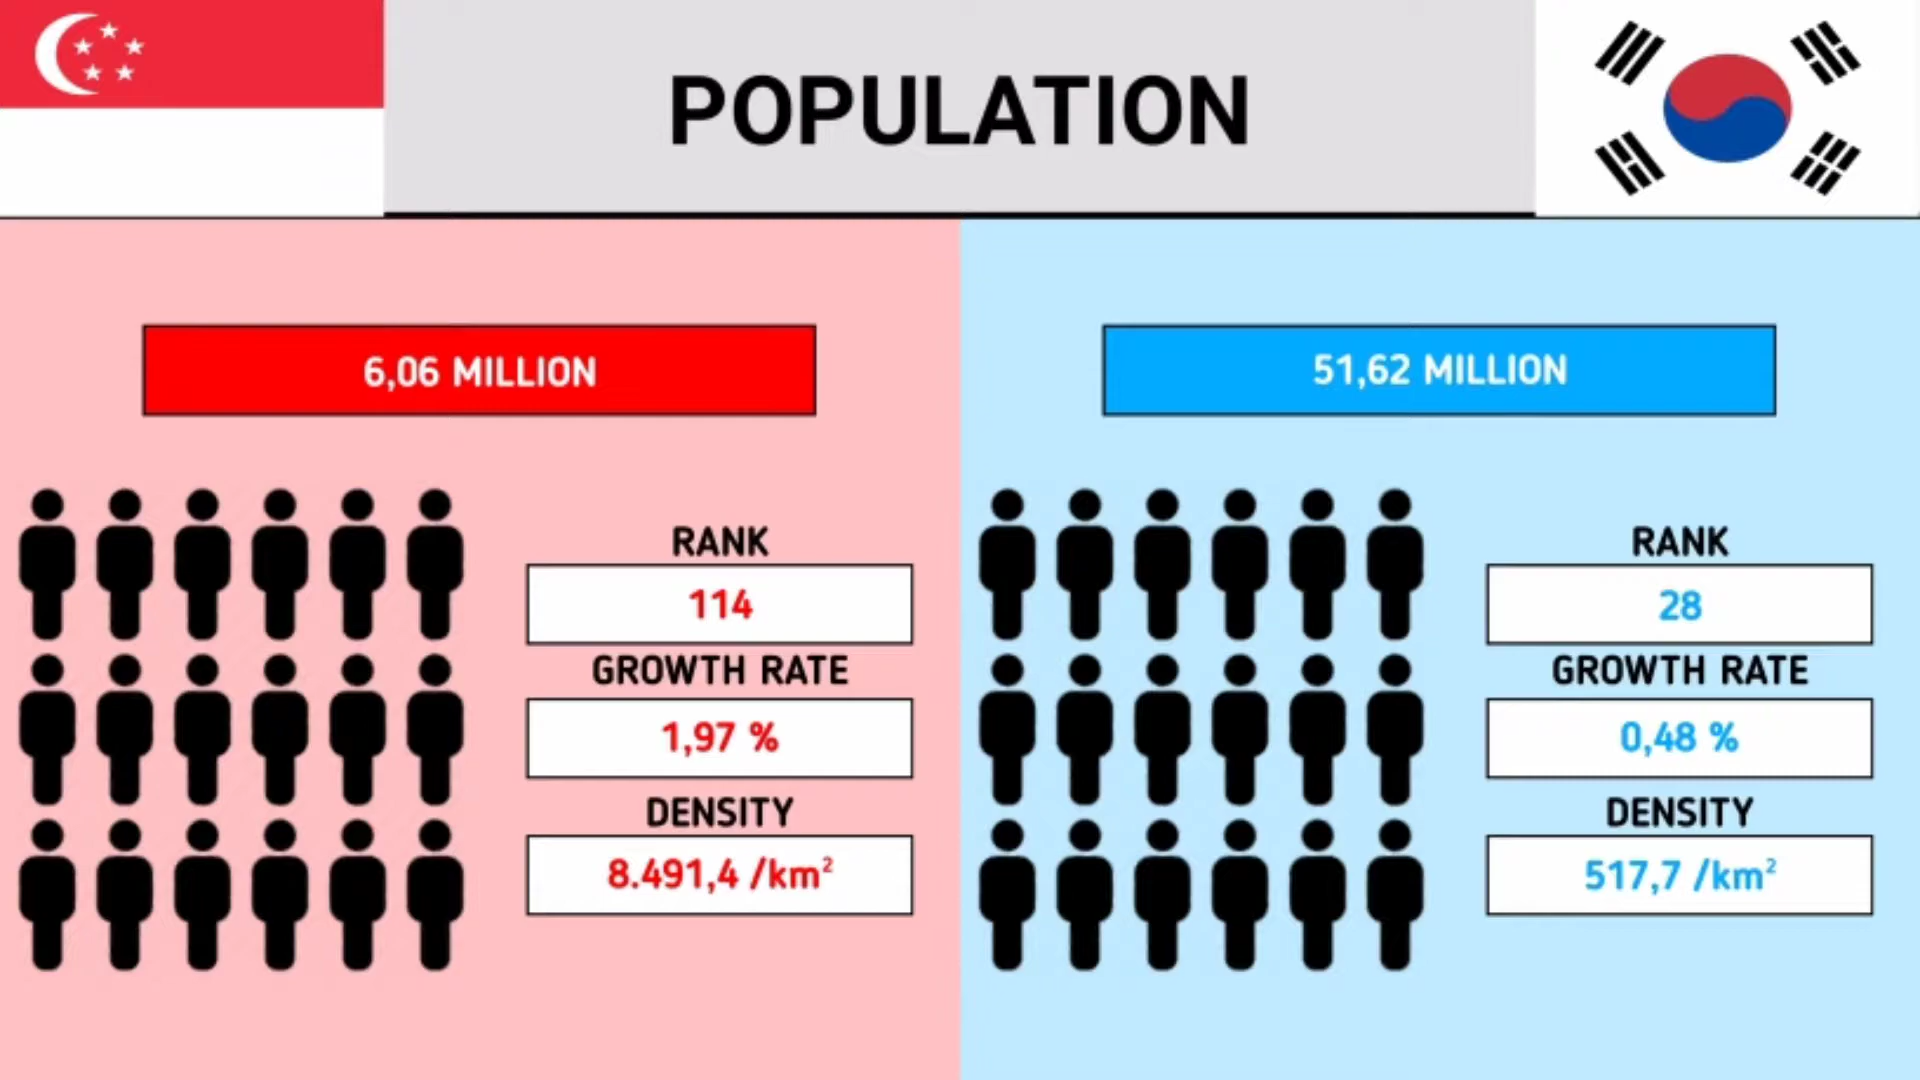 POPULATION
6,06 MILLION
RANK
114
GROWTH RATE
1,97 %
DENSITY
8.491,4 /km²
51,62 MILLION
RANK
28
GROWTH RATE
0,48 %
DENSITY
517,7 /km²